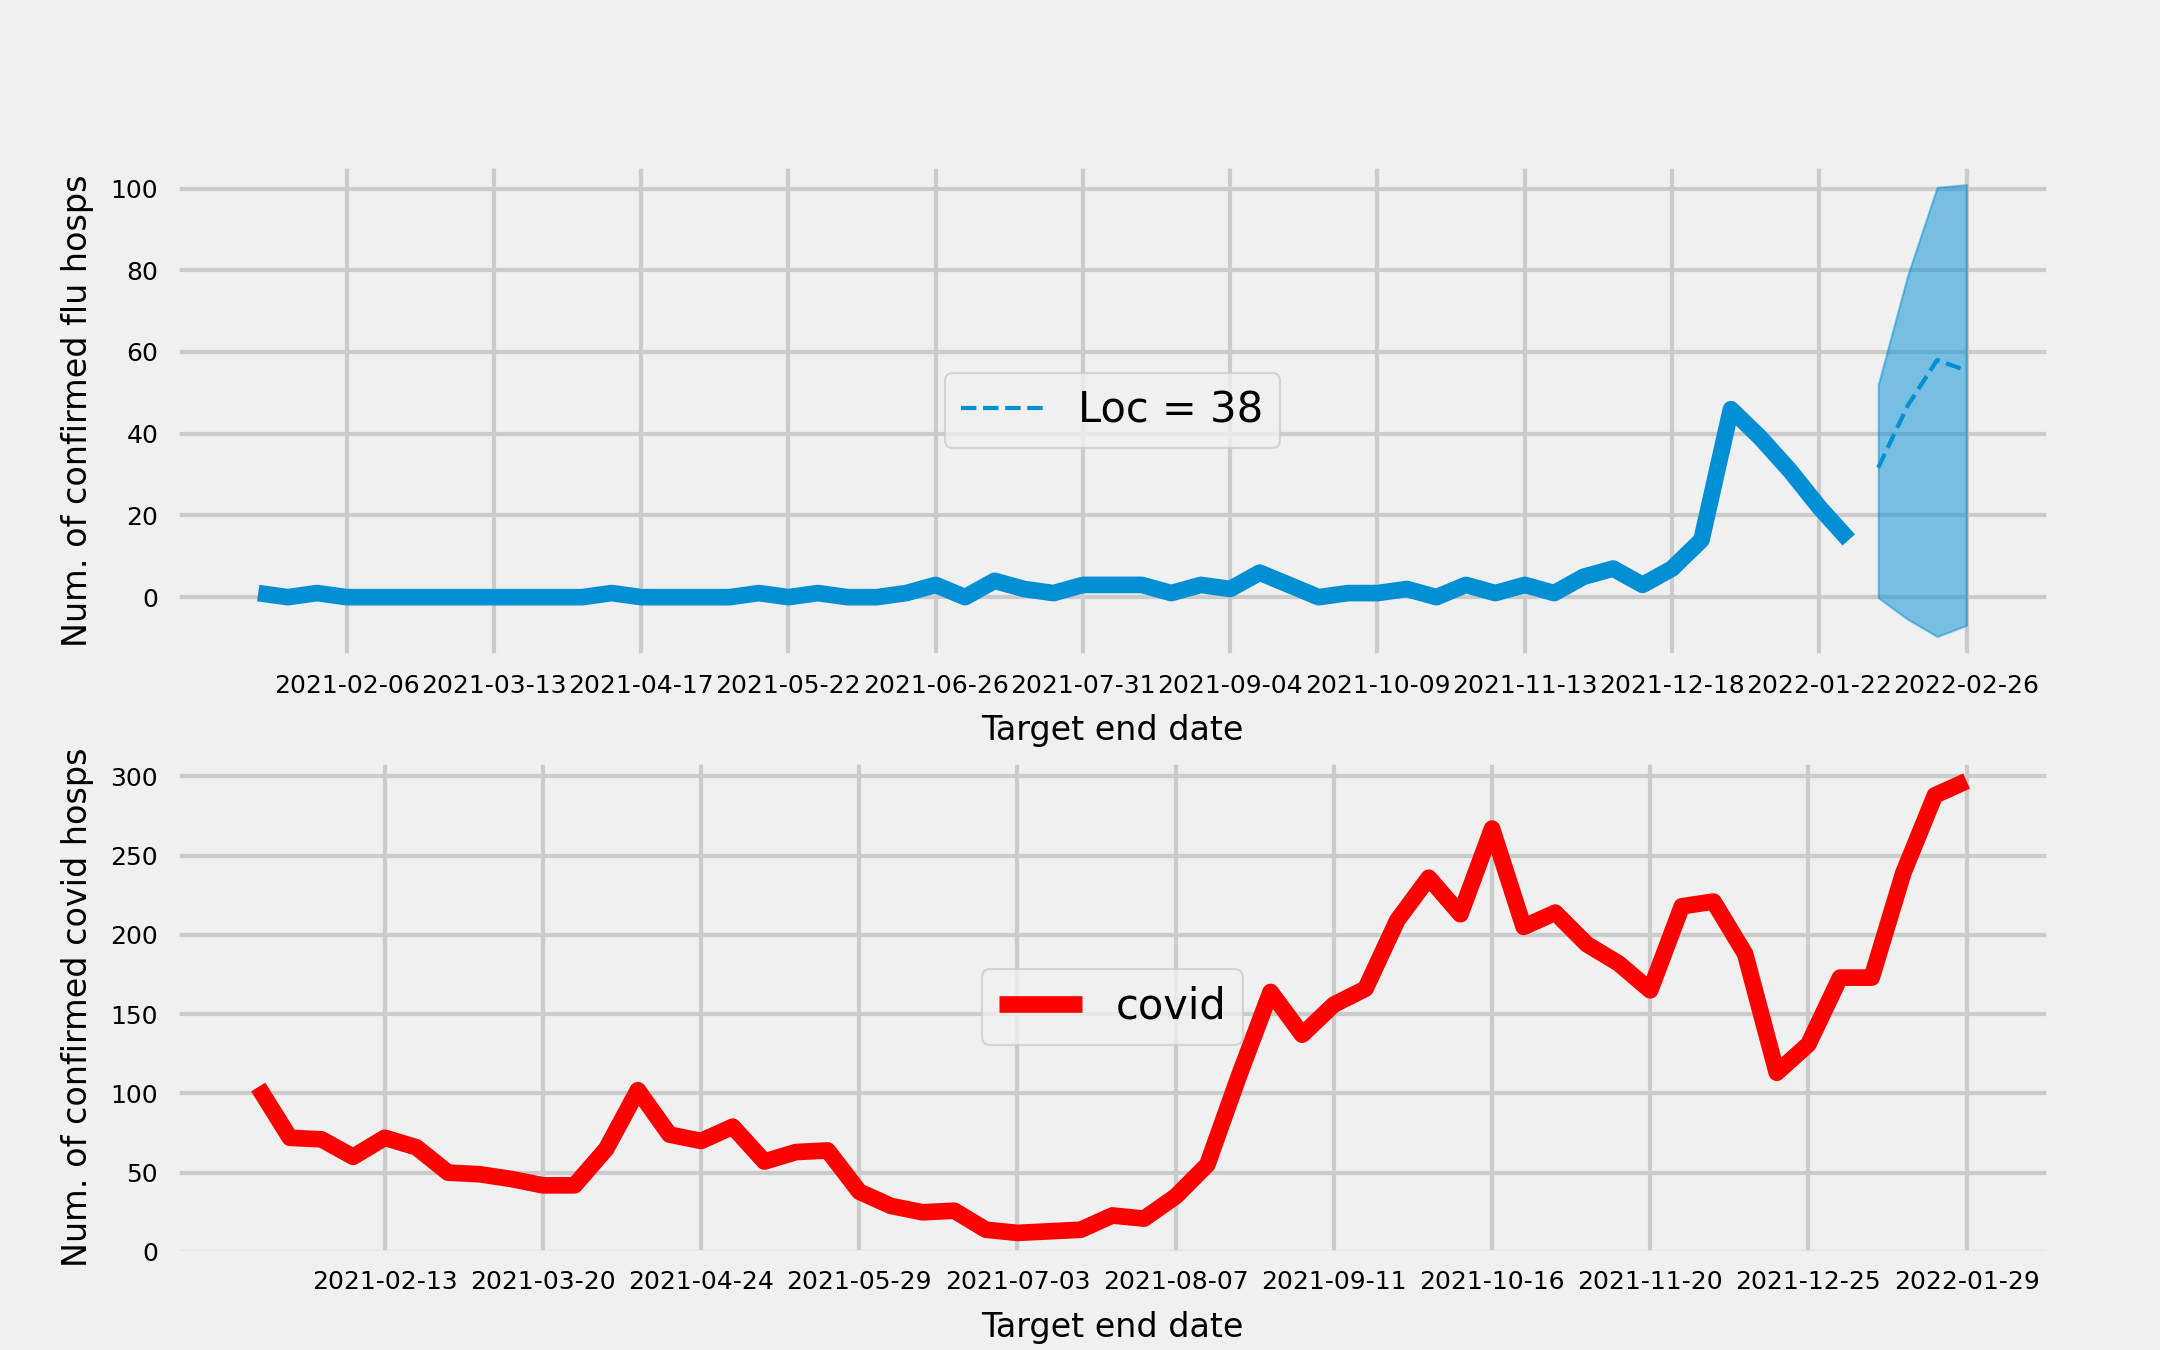 Num. of confirmed flu hosps
100
80
60
40
20
0
Loc = 38
2021-02-06 2021-03-13 2021-04-17 2021-05-22 2021-06-26 2021-07-31 2021-09-04 2021-10-09 2021-11-13 2021-12-18 2022-01-22 2022-02-26
Target end date
Num. of confirmed covid hosps
300
250
200
150
100
50
0
covid
2021-02-13 2021-03-20 2021-04-24 2021-05-29 2021-07-03 2021-08-07 2021-09-11 2021-10-16 2021-11-20 2021-12-25 2022-01-29
Target end date